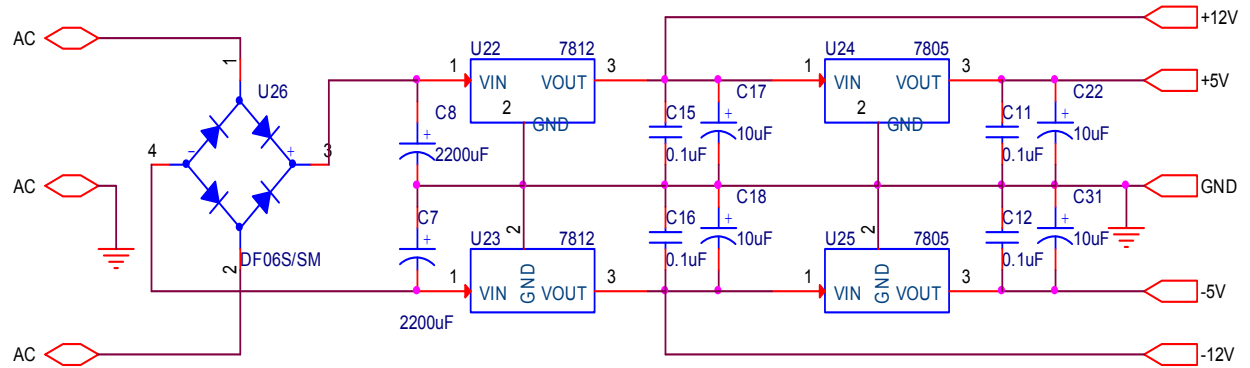 AC
1
U26
4
-
+
3
2
DF06S/SM
AC
AC
U22 7812
1 VIN VOUT 3
2
GND
C8
+
2200uF
C7
+
2200uF
U23 7812
2
GND
1 VIN VOUT 3
C15
0.1uF
C17
+
10uF
C16
0.1uF
C18
+
10uF
U24 7805
1 VIN VOUT 3
2
GND
U25 7805
2
GND
1 VIN VOUT 3
C11
0.1uF
C22
+
10uF
C12
0.1uF
C31
+
10uF
+12V
+5V
GND
-5V
-12V